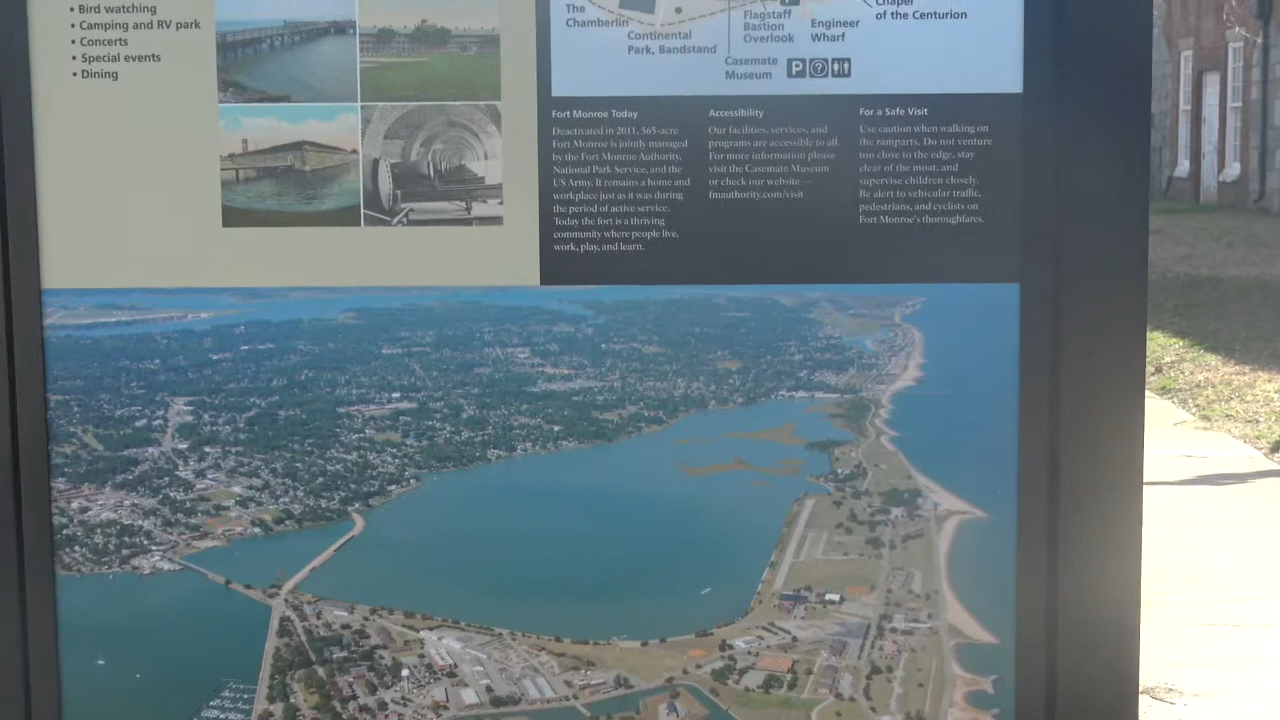 • Bird watching
• Camping and RV park
• Concerts
• Special events
• Dining
The
Chamberlin
Continental
Park, Bandstand
Flagstaff
Bastion
Overlook
Casemate
Museum
Engineer
Wharf
Chapel
of the Centurion
P ?
Fort Monroe Today
Deactivated in 2011, 565-acre
Fort Monroe is jointly managed
by the Fort Monroe Authority,
National Park Service, and the
US Army. It remains a home and
workplace just as it was during
the period of active service.
Today the fort is a thriving
community where people live,
work, play, and learn.
Accessibility
Our facilities, services, and
programs are accessible to all.
For more information please
visit the Casemate Museum
or check our website —
fmauthority.com/visit
For a Safe Visit
Use caution when walking on
the ramparts. Do not venture
too close to the edge, stay
clear of the moat, and
supervise children closely.
Be alert to vehicular traffic,
pedestrians, and cyclists on
Fort Monroe's thoroughfares.